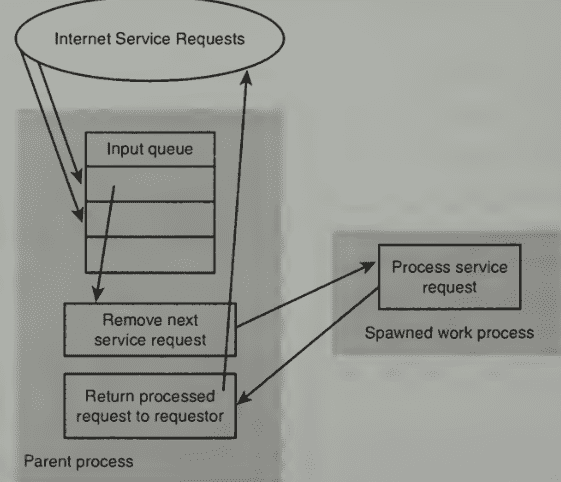 Internet Service Requests
Input queue
Remove next
service request
Process service
request
Spawned work process
Return processed
request to requestor
Parent process